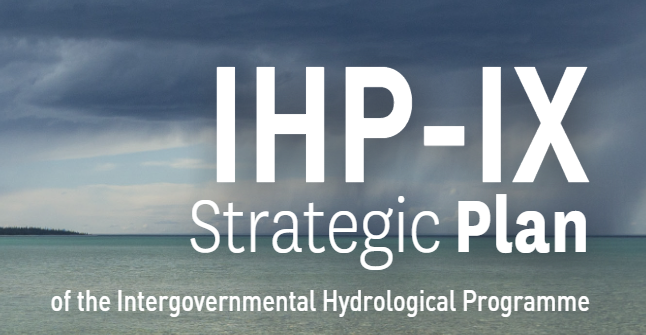 IHP-IX
Strategic Plan
of the Intergovernmental Hydrological Programme